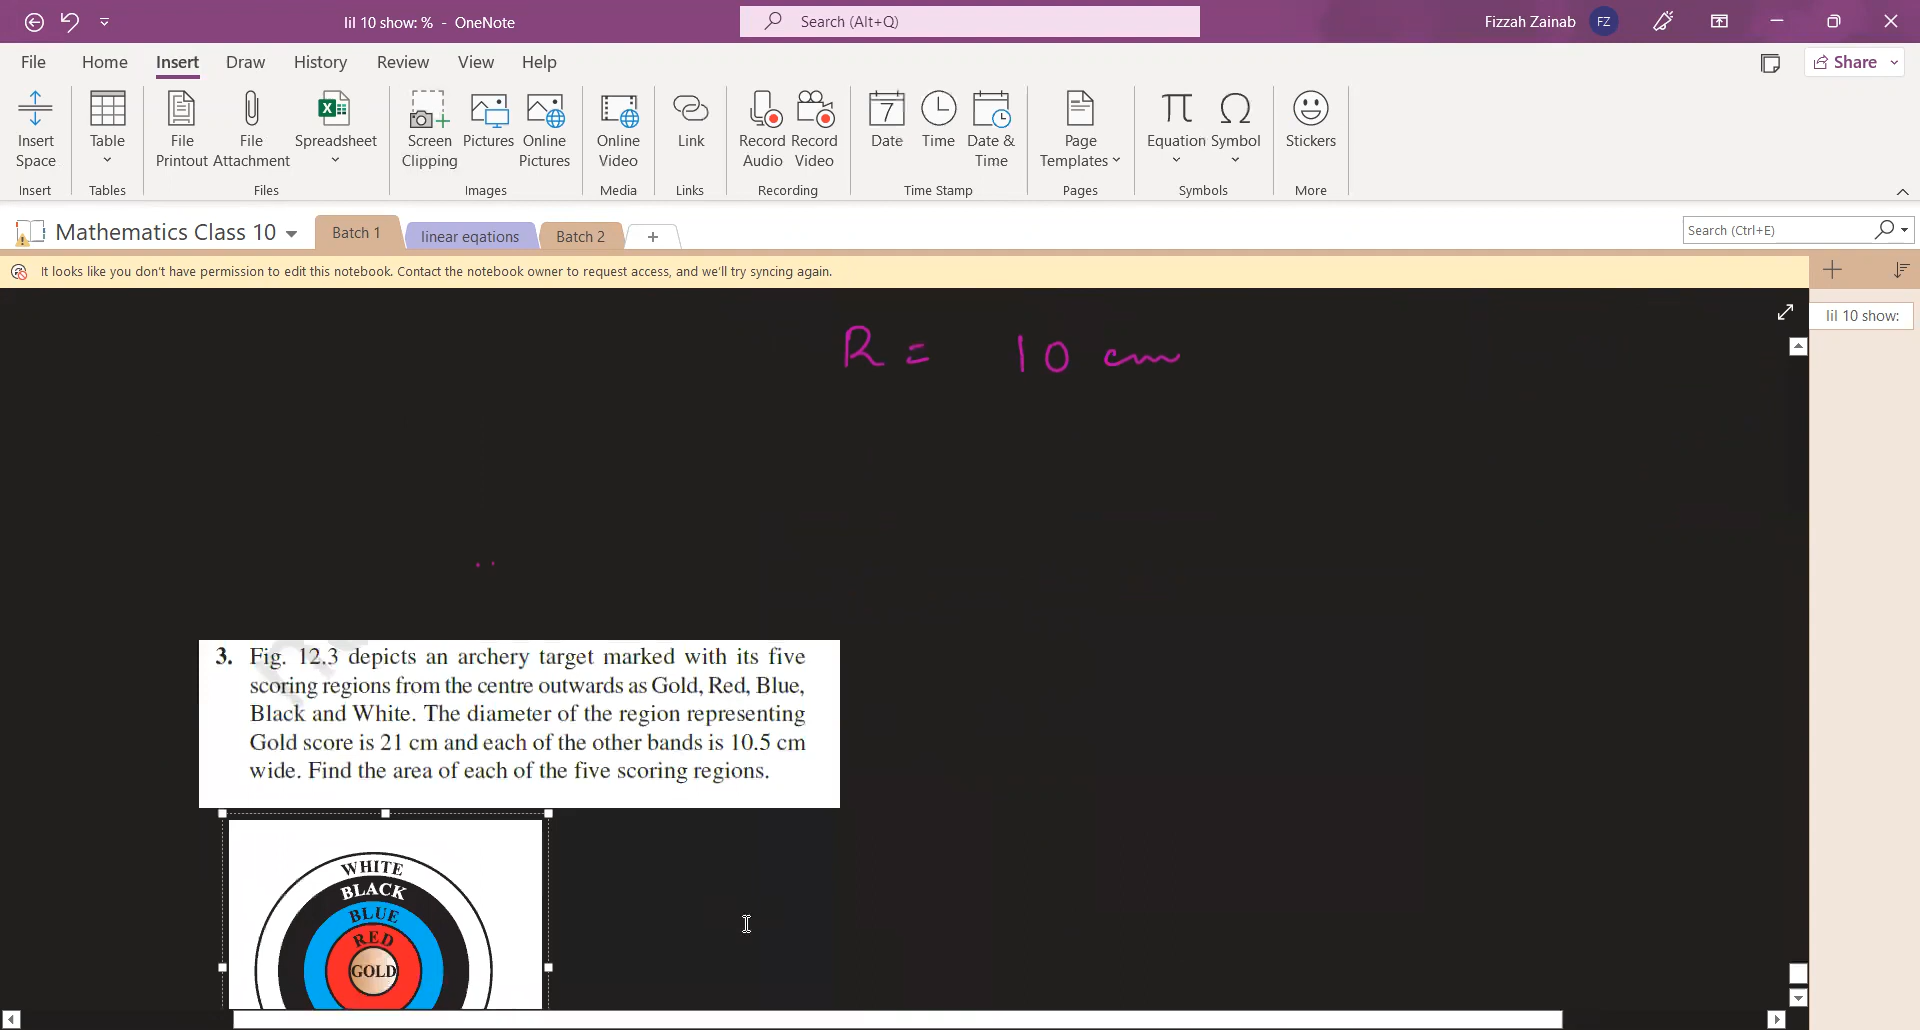 lil 10 show: % - OneNote
Search (Alt+Q)
Fizzah Zainab FZ
File Home Insert Draw History Review View Help
Share
Insert Space
Table
File Printout
File Attachment
Spreadsheet
Screen Clipping
Pictures
Online Pictures
Online Video
Link
Record Audio
Record Video
7
Date
Time
Date & Time
Page Templates
Equation
Symbol
Stickers
Insert Tables Files Images Media Links Recording Time Stamp Pages Symbols More
Mathematics Class 10 Batch 1 linear eqations Batch 2 +
Search (Ctrl+E)
It looks like you don't have permission to edit this notebook. Contact the notebook owner to request access, and we'll try syncing again.
lil 10 show:
R = 10 cm
3. Fig. 12.3 depicts an archery target marked with its five
scoring regions from the centre outwards as Gold, Red, Blue,
Black and White. The diameter of the region representing
Gold score is 21 cm and each of the other bands is 10.5 cm
wide. Find the area of each of the five scoring regions.
WHITE
BLACK
BLUE
RED
GOLD